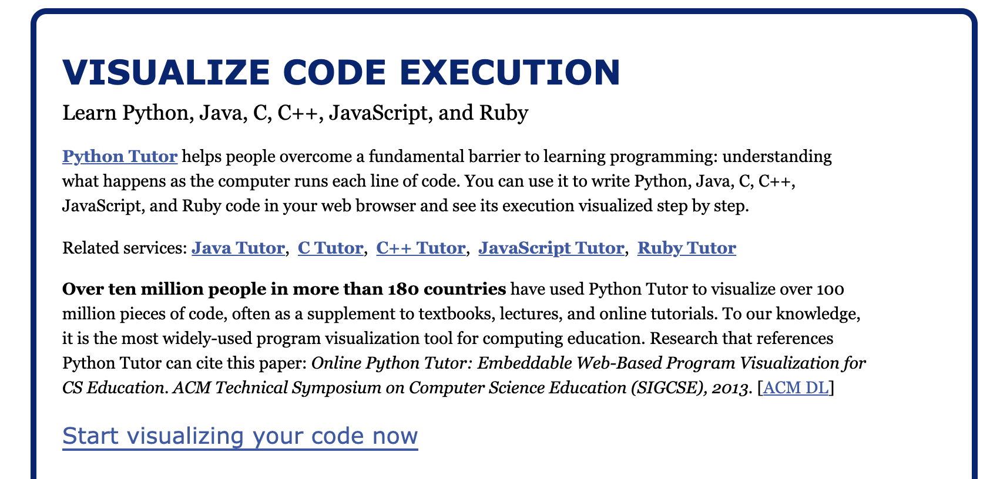 VISUALIZE CODE EXECUTION
Learn Python, Java, C, C++, JavaScript, and Ruby
Python Tutor helps people overcome a fundamental barrier to learning programming: understanding
what happens as the computer runs each line of code. You can use it to write Python, Java, C, C++,
JavaScript, and Ruby code in your web browser and see its execution visualized step by step.
Related services: Java Tutor, C Tutor, C++ Tutor, JavaScript Tutor, Ruby Tutor
Over ten million people in more than 180 countries have used Python Tutor to visualize over 100
million pieces of code, often as a supplement to textbooks, lectures, and online tutorials. To our knowledge,
it is the most widely-used program visualization tool for computing education. Research that references
Python Tutor can cite this paper: Online Python Tutor: Embeddable Web-Based Program Visualization for
CS Education. ACM Technical Symposium on Computer Science Education (SIGCSE), 2013. [ACM DL]
Start visualizing your code now